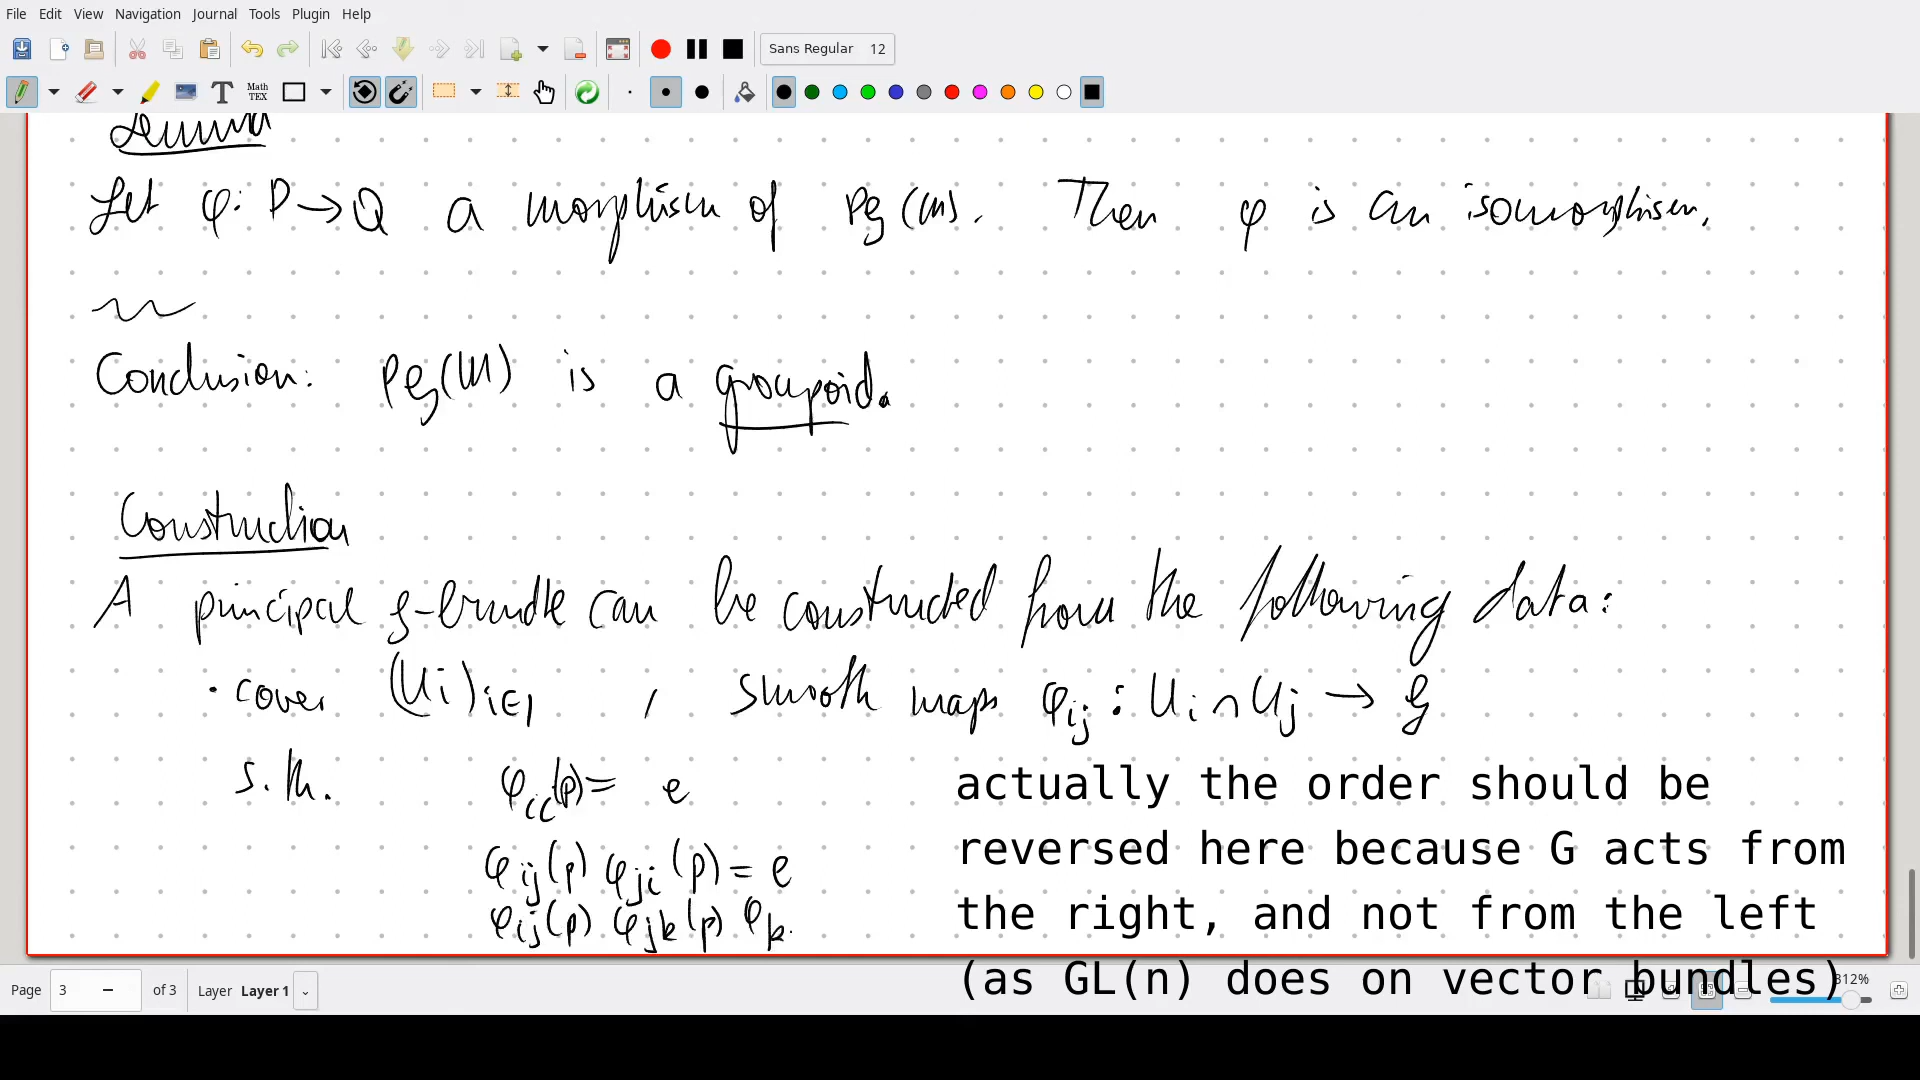 File Edit View Navigation Journal Tools Plugin Help
Sans Regular 12
Math TEX
Lemma
Let φ: P → Q a morphism of PG(M). Then φ is an isomorphism.
Conclusion: PG(M) is a groupoid.
Construction
A principal G-bundle can be constructed from the following data:
· cover (Ui)i∈I , smooth maps φij : Ui ∩ Uj → G
s.th. φii(p) = e
φij(p) φji(p) = e
φij(p) φjk(p) φk
actually the order should be
reversed here because G acts from
the right, and not from the left
(as GL(n) does on vector bundles)
Page 3 of 3 Layer Layer 1 312%